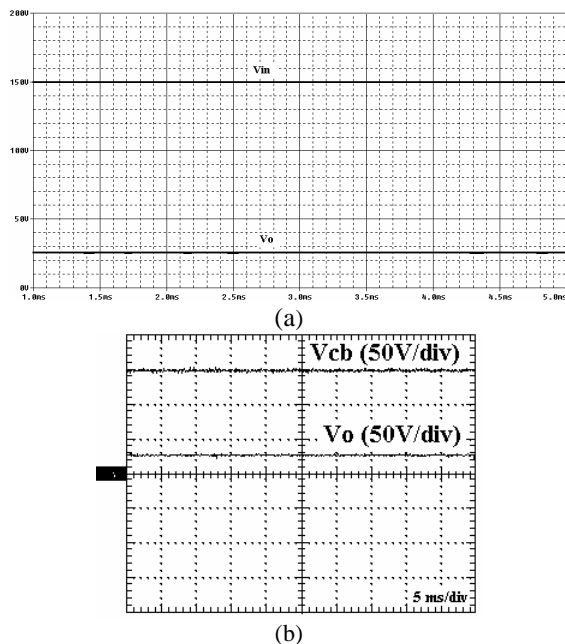 200V
Vin
150V
100V
50V
Vo
0V
1.0ms 1.5ms 2.0ms 2.5ms 3.0ms 3.5ms 4.0ms 4.5ms 5.0ms
(a)
Vcb (50V/div)
Vo (50V/div)
5 ms/div
(b)